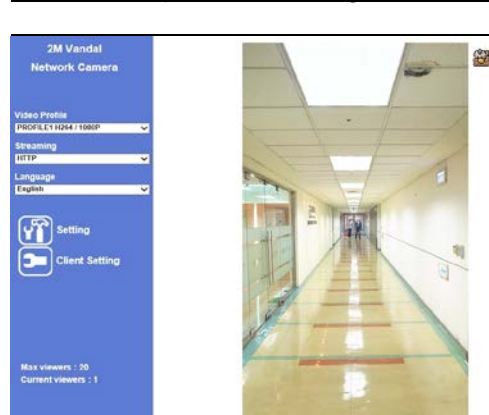 2M Vandal
Network Camera
Video Profile
PROFILE1 H264 / 1080P
Streaming
HTTP
Language
English
Setting
Client Setting
Max viewers : 20
Current viewers : 1